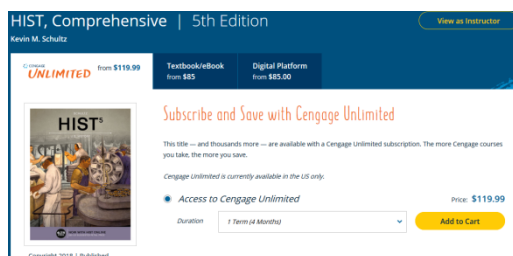 HIST, Comprehensive | 5th Edition
View as Instructor
Kevin M. Schultz
CENGAGE
UNLIMITED from $119.99
Textbook/eBook
from $85
Digital Platform
from $85.00
Subscribe and Save with Cengage Unlimited
This title — and thousands more — are available with a Cengage Unlimited subscription. The more Cengage courses
you take, the more you save.
Cengage Unlimited is currently available in the US only.
Access to Cengage Unlimited
Price: $119.99
Duration
1 Term (4 Months)
Add to Cart
HIST5
NOW WITH HIST ONLINE
Copyright 2018 | Published